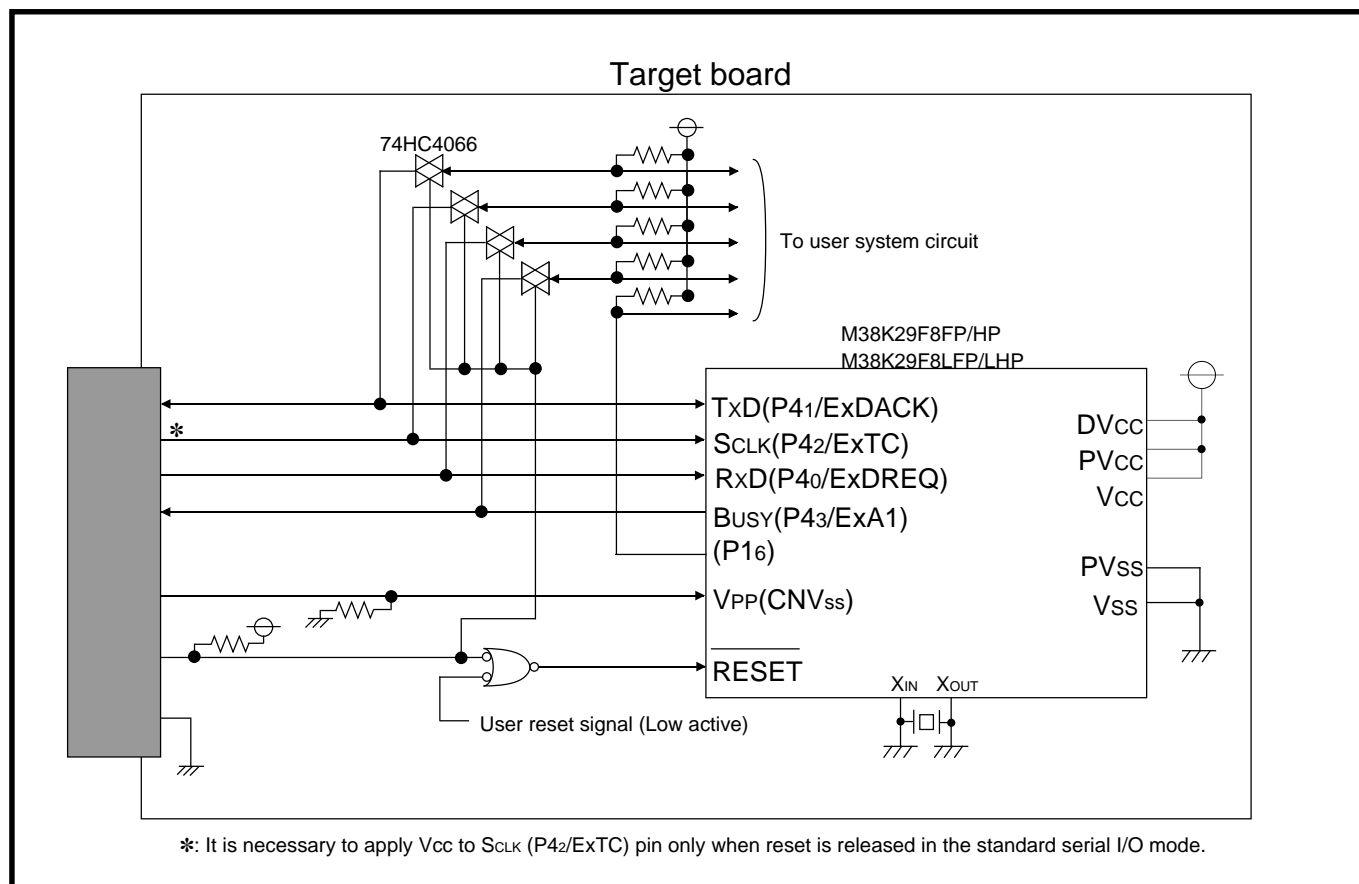 Target board
74HC4066
To user system circuit
M38K29F8FP/HP
M38K29F8LFP/LHP
TXD(P41/ExDACK)
*
SCLK(P42/ExTC)
RXD(P40/ExDREQ)
BUSY(P43/ExA1)
(P16)
VPP(CNVss)
RESET
DVCC
PVCC
VCC
PVSS
VSS
XIN XOUT
User reset signal (Low active)
*: It is necessary to apply Vcc to SCLK (P42/ExTC) pin only when reset is released in the standard serial I/O mode.